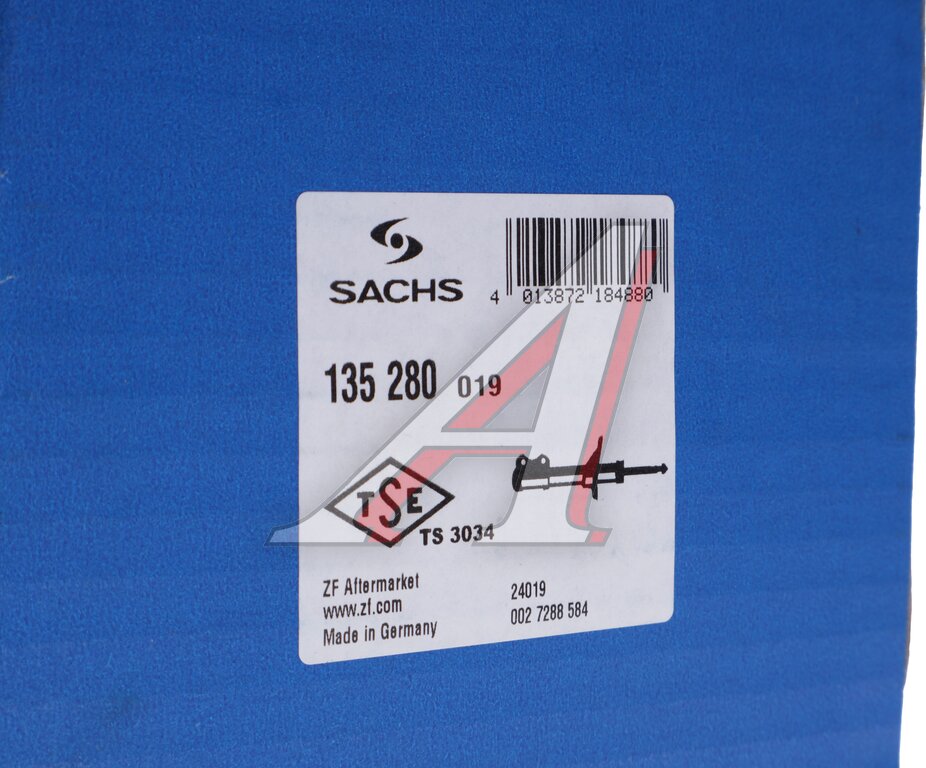 SACHS
4 013872 184880
135 280 019
TSE
TS 3034
ZF Aftermarket
www.zf.com
Made in Germany
24019
002 7288 584